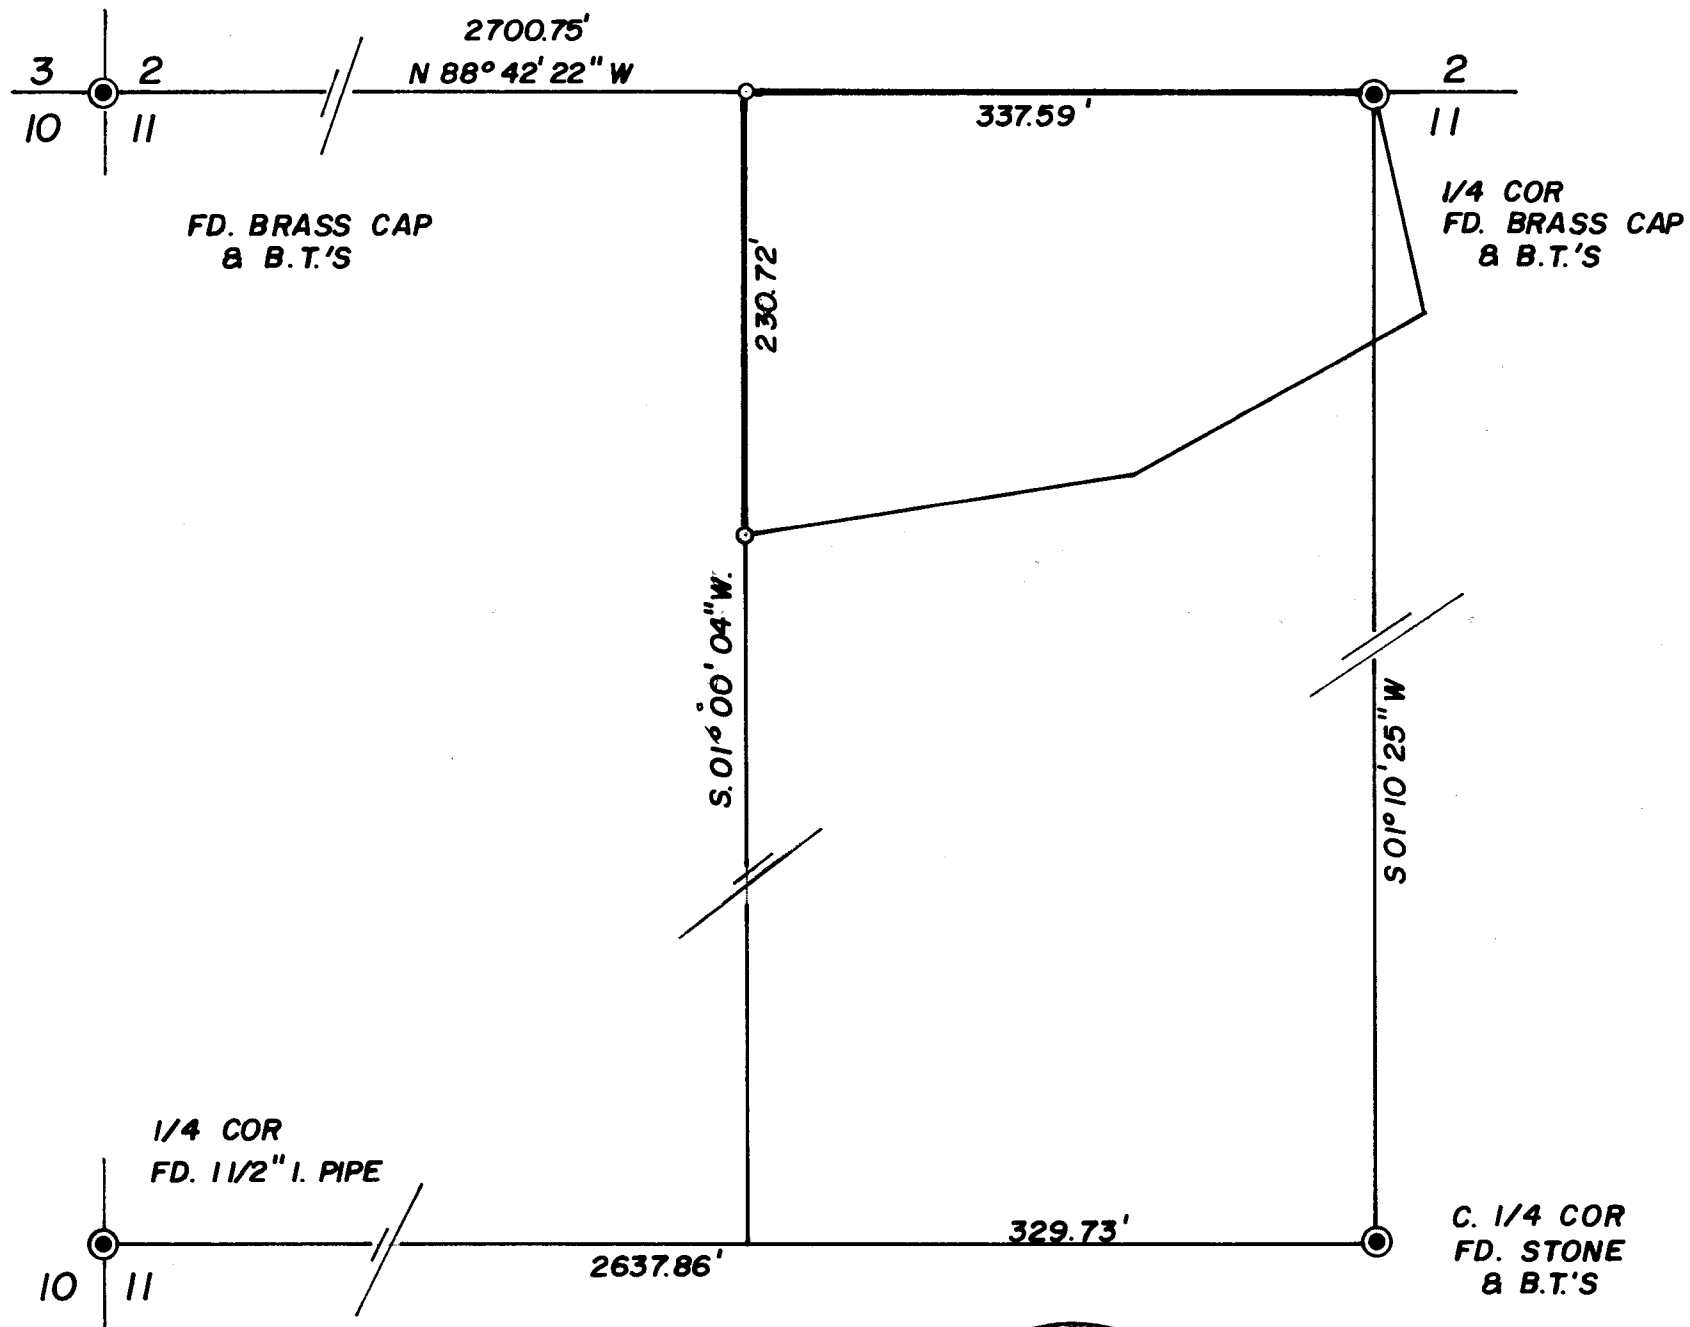 2700.75'
N 88° 42' 22" W
3 2
10 11
337.59'
2
11
FD. BRASS CAP
& B.T.'S
1/4 COR
FD. BRASS CAP
& B.T.'S
230.72'
S. 01° 00' 04" W.
S 01° 10' 25" W
1/4 COR
FD. 1 1/2" I. PIPE
10 11
2637.86'
329.73'
C. 1/4 COR
FD. STONE
& B.T.'S